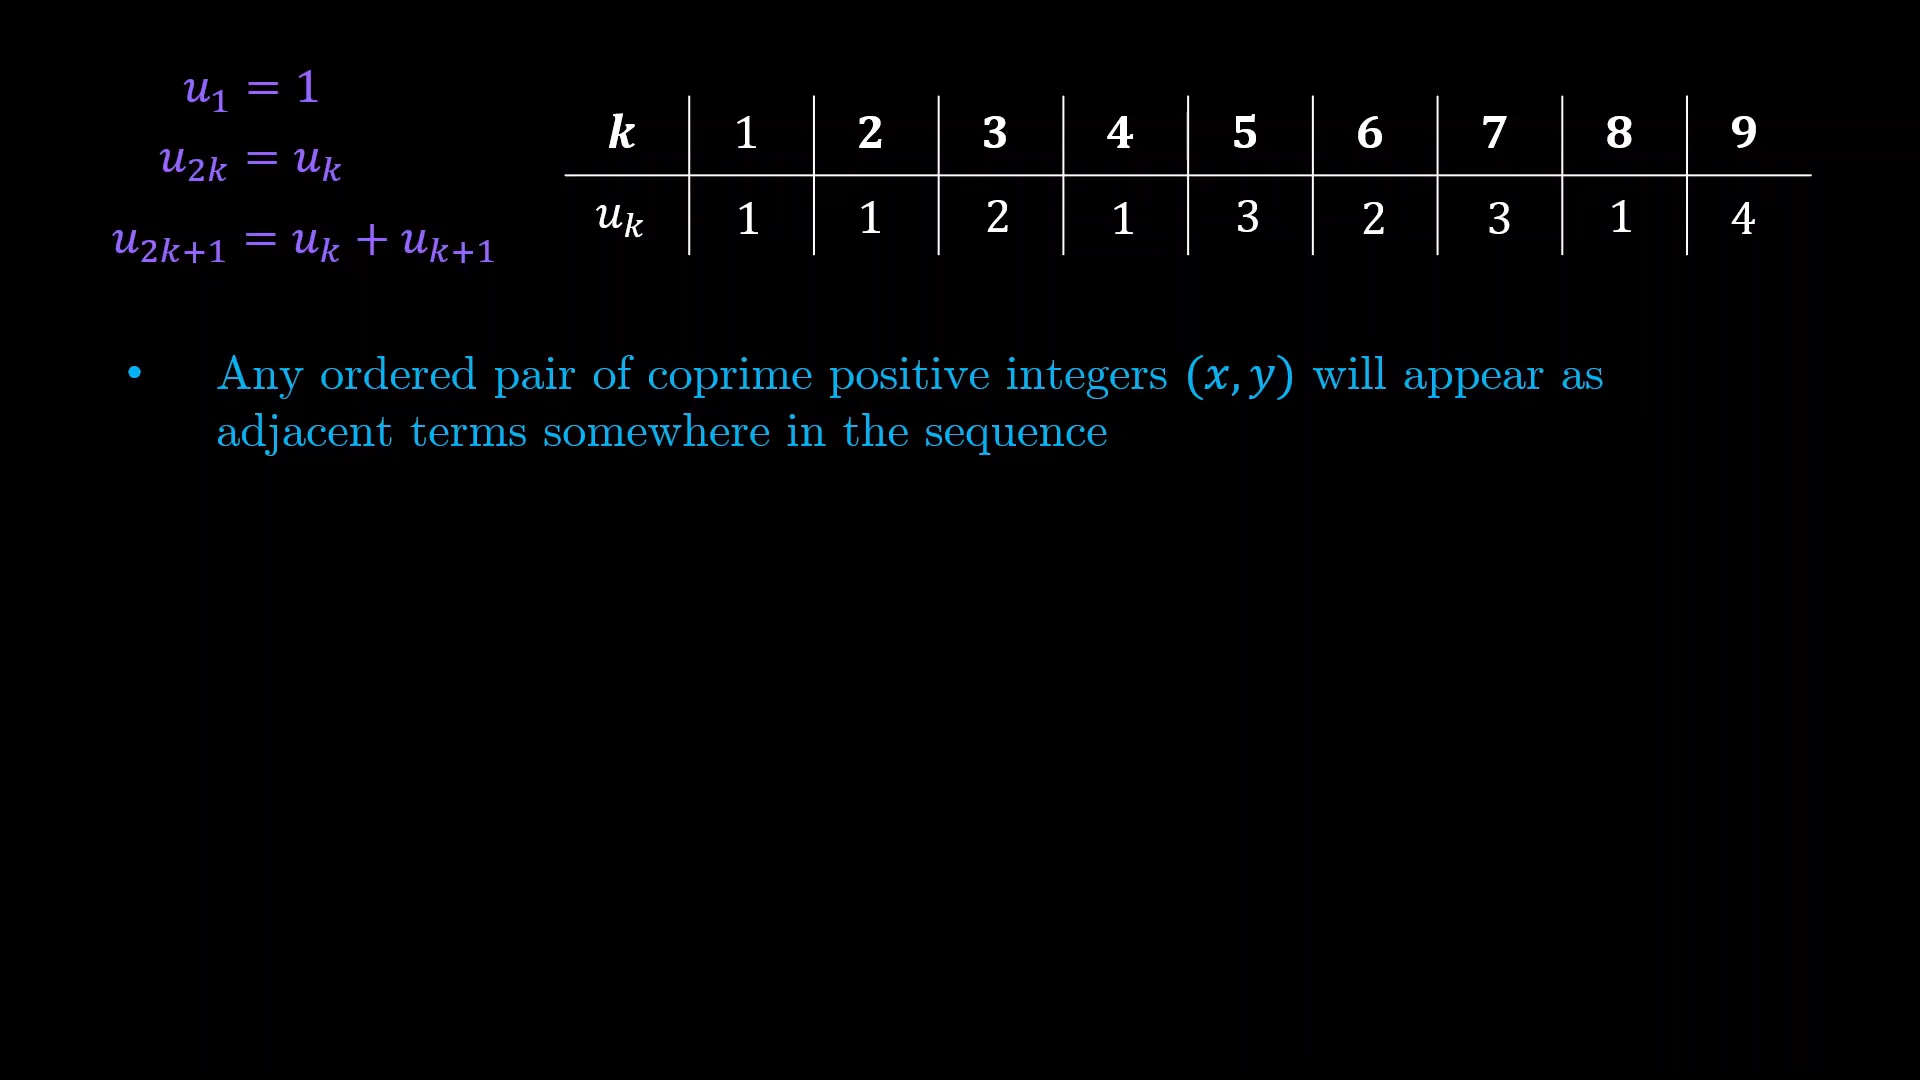 u₁ = 1
u₂ₖ = uₖ
u₂ₖ₊₁ = uₖ + uₖ₊₁
k 1 2 3 4 5 6 7 8 9
uₖ 1 1 2 1 3 2 3 1 4
• Any ordered pair of coprime positive integers (x, y) will appear as
adjacent terms somewhere in the sequence